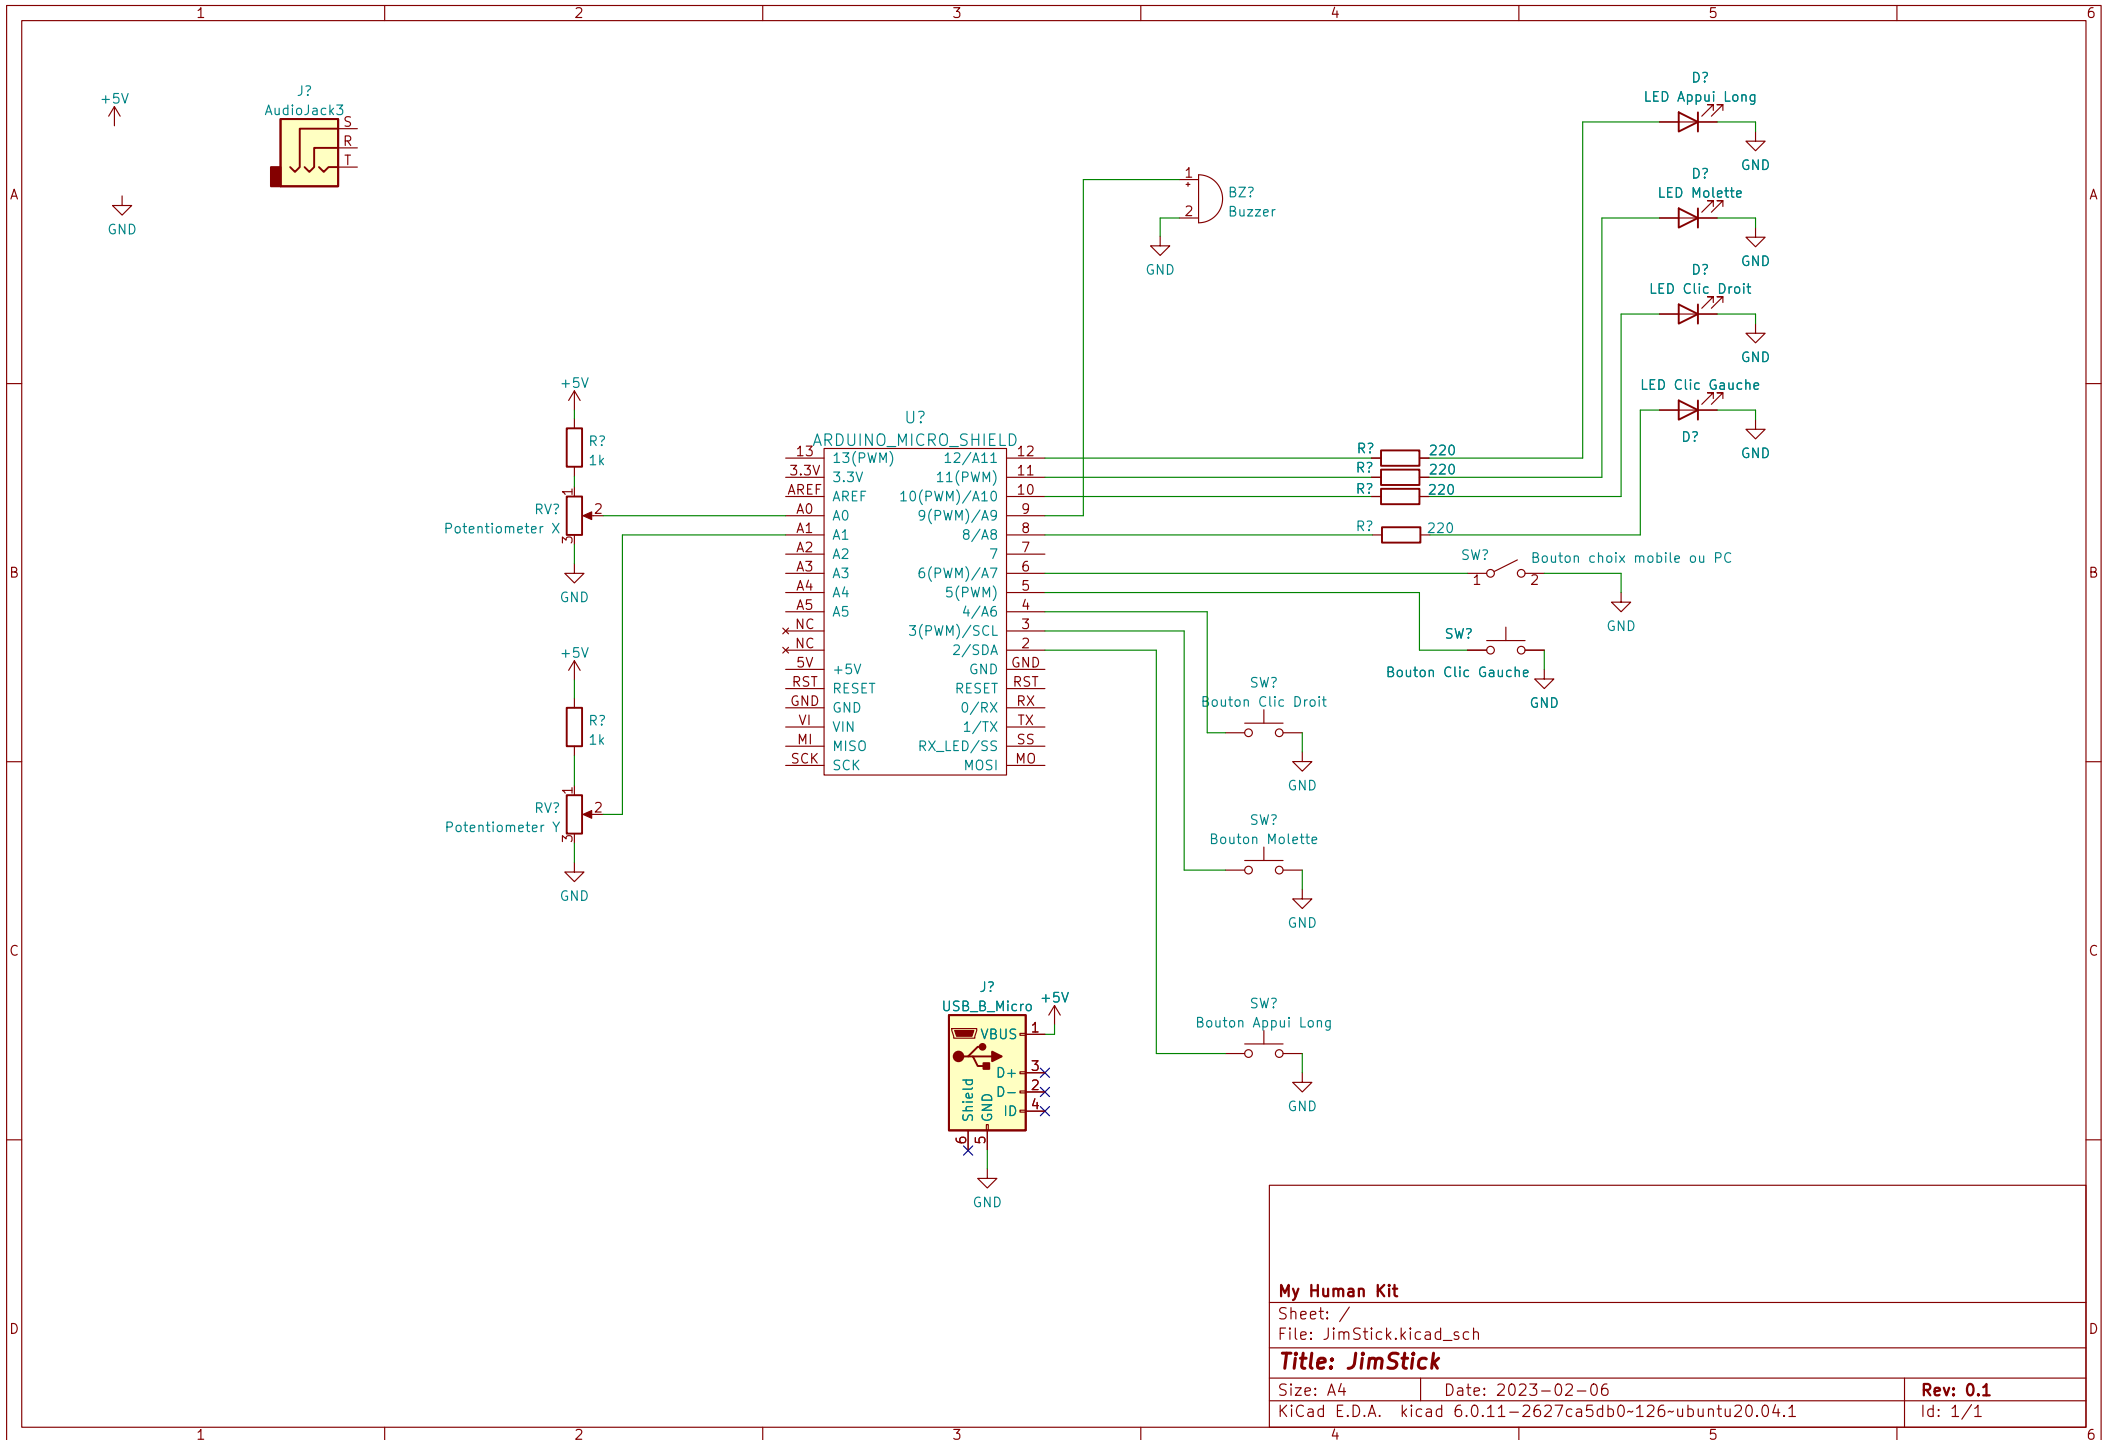 1 2 3 4 5 6
A
B
C
D
A
B
C
D
+5V
GND
J?
AudioJack3
S
R
T
1
+
2
BZ?
Buzzer
GND
D?
LED Appui Long
GND
D?
LED Molette
GND
D?
LED Clic Droit
GND
LED Clic Gauche
D?
GND
+5V
R?
1k
1
RV? 2
Potentiometer X
3
GND
+5V
R?
1k
1
RV? 2
Potentiometer Y
3
GND
U?
ARDUINO_MICRO_SHIELD
13 13(PWM) 12/A11 12
3.3V 3.3V 11(PWM) 11
AREF AREF 10(PWM)/A10 10
A0 A0 9(PWM)/A9 9
A1 A1 8/A8 8
A2 A2 7 7
A3 A3 6(PWM)/A7 6
A4 A4 5(PWM) 5
A5 A5 4/A6 4
NC 3(PWM)/SCL 3
NC 2/SDA 2
5V +5V GND GND
RST RESET RESET RST
GND GND 0/RX RX
VI VIN 1/TX TX
MI MISO RX_LED/SS SS
SCK SCK MOSI MO
R? 220
R? 220
R? 220
R? 220
SW? Bouton choix mobile ou PC
1 2
GND
SW?
Bouton Clic Gauche
GND
SW?
Bouton Clic Droit
GND
SW?
Bouton Molette
GND
SW?
Bouton Appui Long
GND
J?
USB_B_Micro +5V
VBUS 1
D+ 3
D- 2
ID 4
Shield
GND
6 5
GND
My Human Kit
Sheet: /
File: JimStick.kicad_sch
Title: JimStick
Size: A4 Date: 2023-02-06 Rev: 0.1
KiCad E.D.A. kicad 6.0.11-2627ca5db0~126~ubuntu20.04.1 Id: 1/1
1 2 3 4 5 6